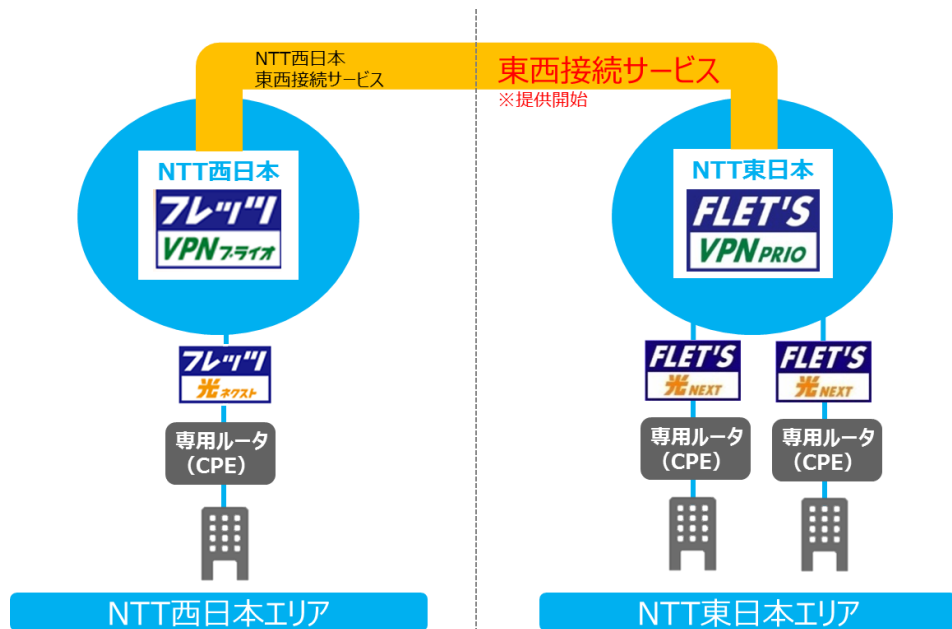 NTT西日本
東西接続サービス
東西接続サービス
※提供開始
NTT西日本
フレッツ
VPNプライオ
NTT東日本
FLET'S
VPN PRIO
フレッツ
光ネクスト
FLET'S
光NEXT
FLET'S
光NEXT
専用ルータ
（CPE）
専用ルータ
（CPE）
専用ルータ
（CPE）
NTT西日本エリア
NTT東日本エリア